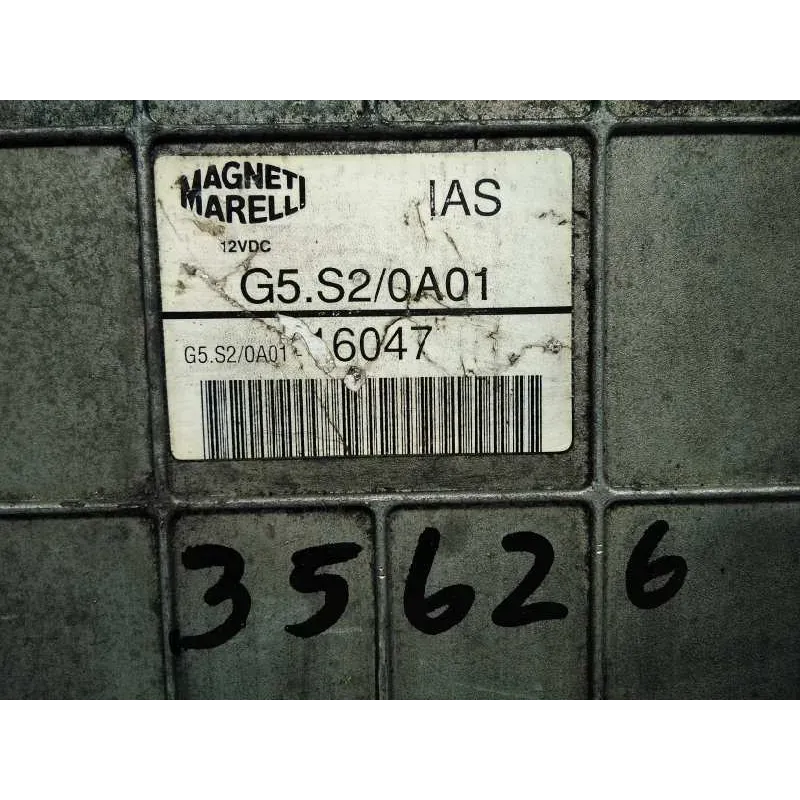 MAGNETI
MARELLI
IAS
12VDC
G5.S2/0A01
G5.S2/0A01 - 16047
35626